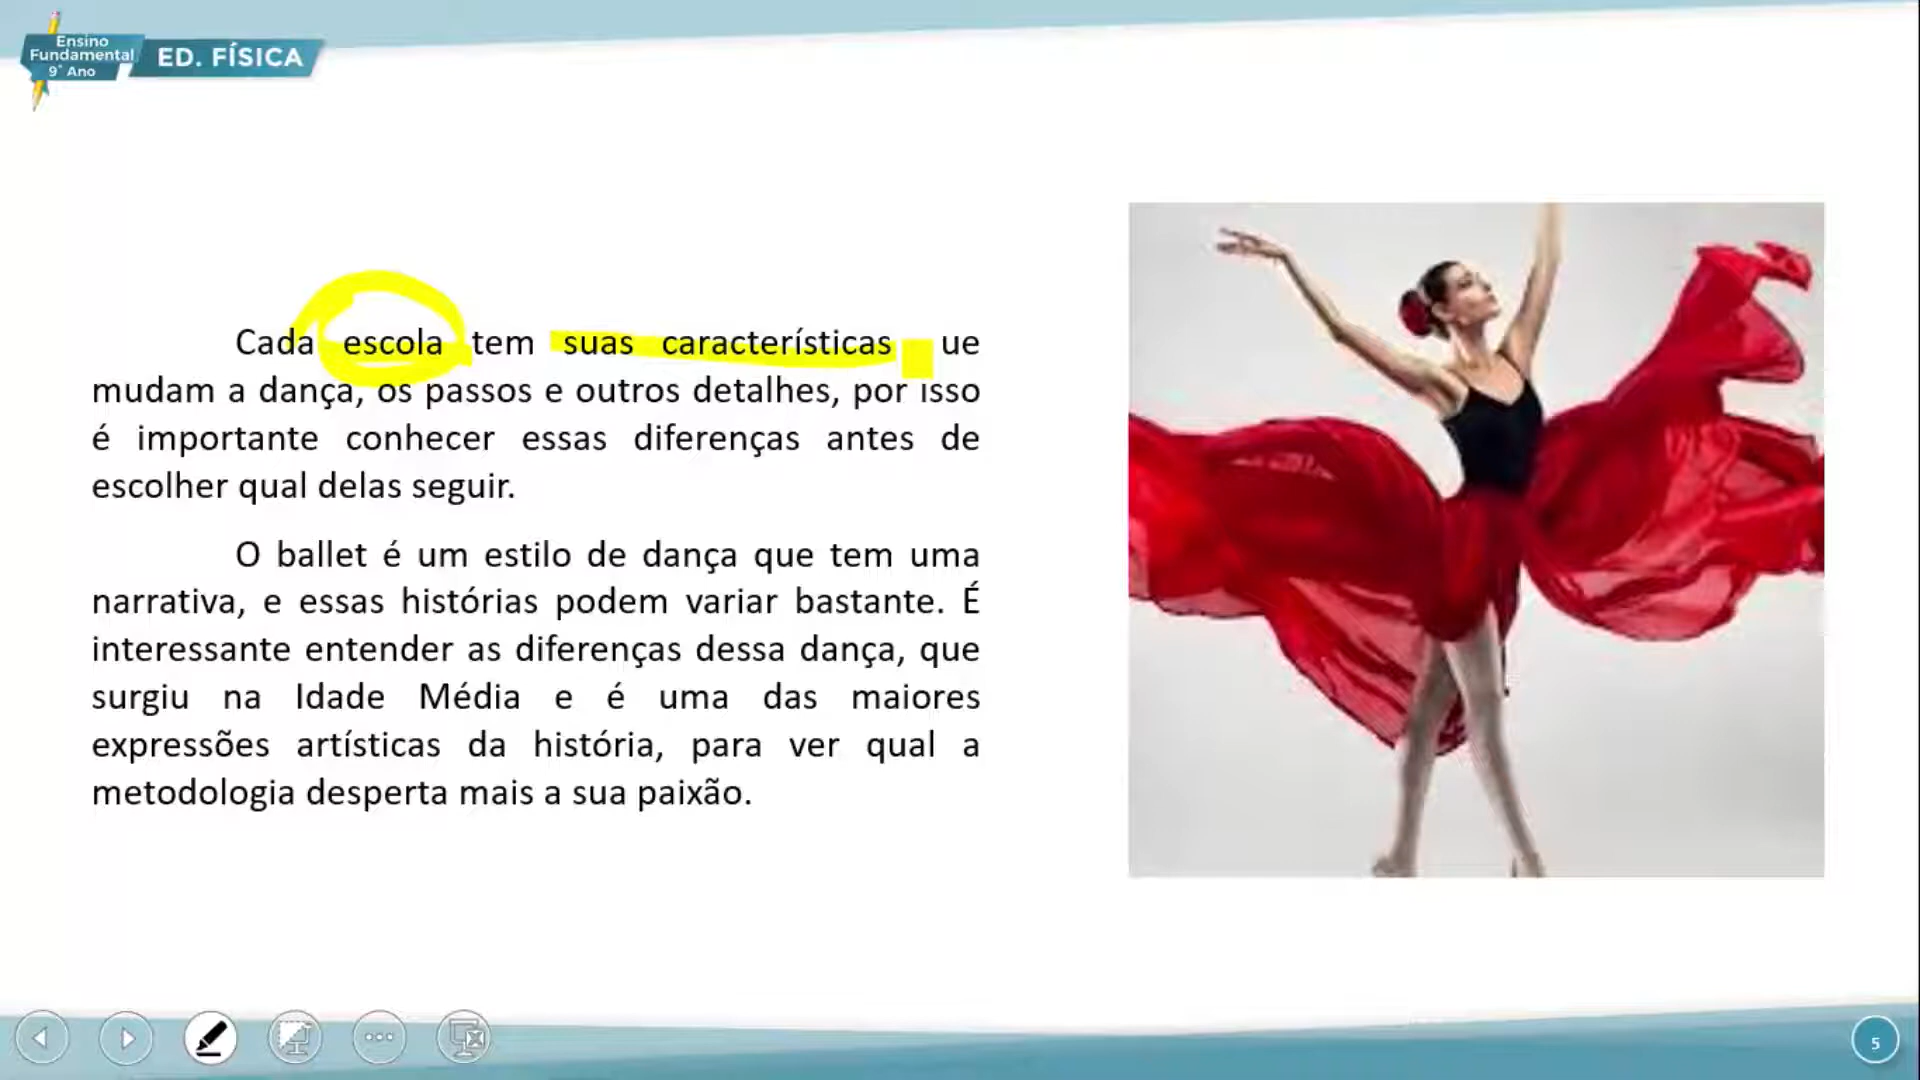 Ensino
Fundamental
9° Ano
ED. FÍSICA
Cada escola tem suas características ue
mudam a dança, os passos e outros detalhes, por isso
é importante conhecer essas diferenças antes de
escolher qual delas seguir.
O ballet é um estilo de dança que tem uma
narrativa, e essas histórias podem variar bastante. É
interessante entender as diferenças dessa dança, que
surgiu na Idade Média e é uma das maiores
expressões artísticas da história, para ver qual a
metodologia desperta mais a sua paixão.
5